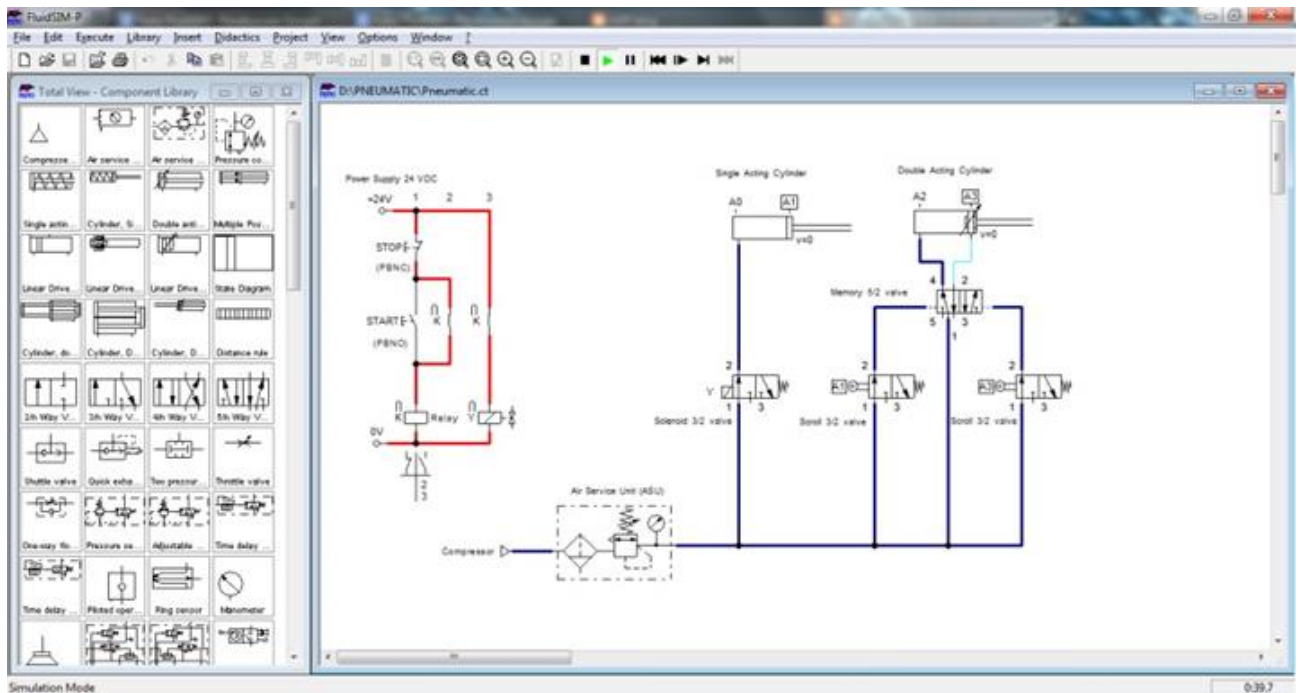 FluidSIM-P
File Edit Execute Library Insert Didactics Project View Options Window ?
Total View - Component Library
D:\PNEUMATIC\Pneumatic.ct
Compresse... Air service ... Air service ... Pressure co...
Single actin... Cylinder, Si... Double acti... Multiple Pos...
Linear Drive... Linear Drive... Linear Drive... State Diagram
Cylinder, do... Cylinder, D... Cylinder, D... Distance rule
2/n Way V... 3/n Way V... 4/n Way V... 5/n Way V...
Shuttle valve Quick exha... Two pressur... Throttle valve
One-way flo... Pressure se... Adjustable ... Time delay ...
Time delay ... Piloted oper... Ring sensor Manometer
Power Supply 24 VDC
+24V 1 2 3
STOP
(PBNC)
START K K
(PBNO)
K Relay Y
0V
2
3
Single Acting Cylinder
A0 A1
v=0
Double Acting Cylinder
A2 A3
v=0
4 2
Memory 5/2 valve
5 3
1
2 2 2
Y A1 A3
1 3 1 3 1 3
Solenoid 3/2 valve Scroll 3/2 valve Scroll 3/2 valve
Air Service Unit (ASU)
Compressor
Simulation Mode
0:39.7